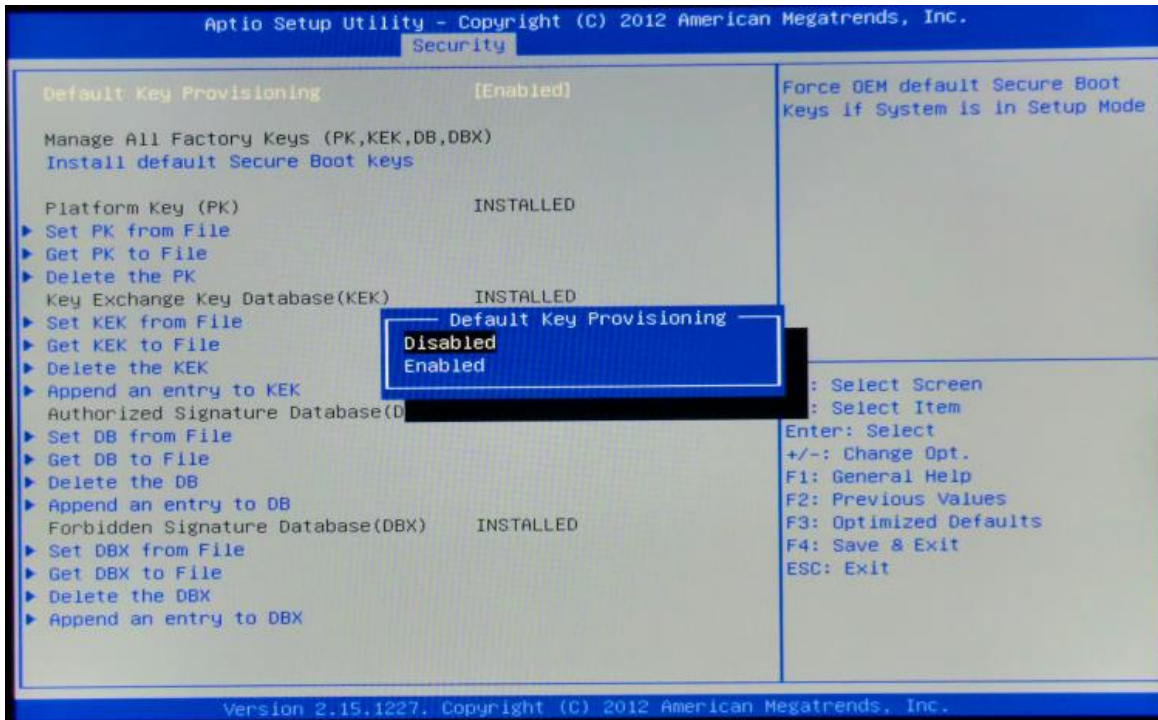 Aptio Setup Utility - Copyright (C) 2012 American Megatrends, Inc.
Security
Default Key Provisioning [Enabled]
Manage All Factory Keys (PK,KEK,DB,DBX)
Install default Secure Boot keys
Platform Key (PK) INSTALLED
Set PK from File
Get PK to File
Delete the PK
Key Exchange Key Database(KEK) INSTALLED
Set KEK from File
Get KEK to File
Delete the KEK
Append an entry to KEK
Authorized Signature Database(D
Set DB from File
Get DB to File
Delete the DB
Append an entry to DB
Forbidden Signature Database(DBX) INSTALLED
Set DBX from File
Get DBX to File
Delete the DBX
Append an entry to DBX
Default Key Provisioning
Disabled
Enabled
Force OEM default Secure Boot
Keys if System is in Setup Mode
: Select Screen
: Select Item
Enter: Select
+/-: Change Opt.
F1: General Help
F2: Previous Values
F3: Optimized Defaults
F4: Save & Exit
ESC: Exit
Version 2.15.1227. Copyright (C) 2012 American Megatrends, Inc.